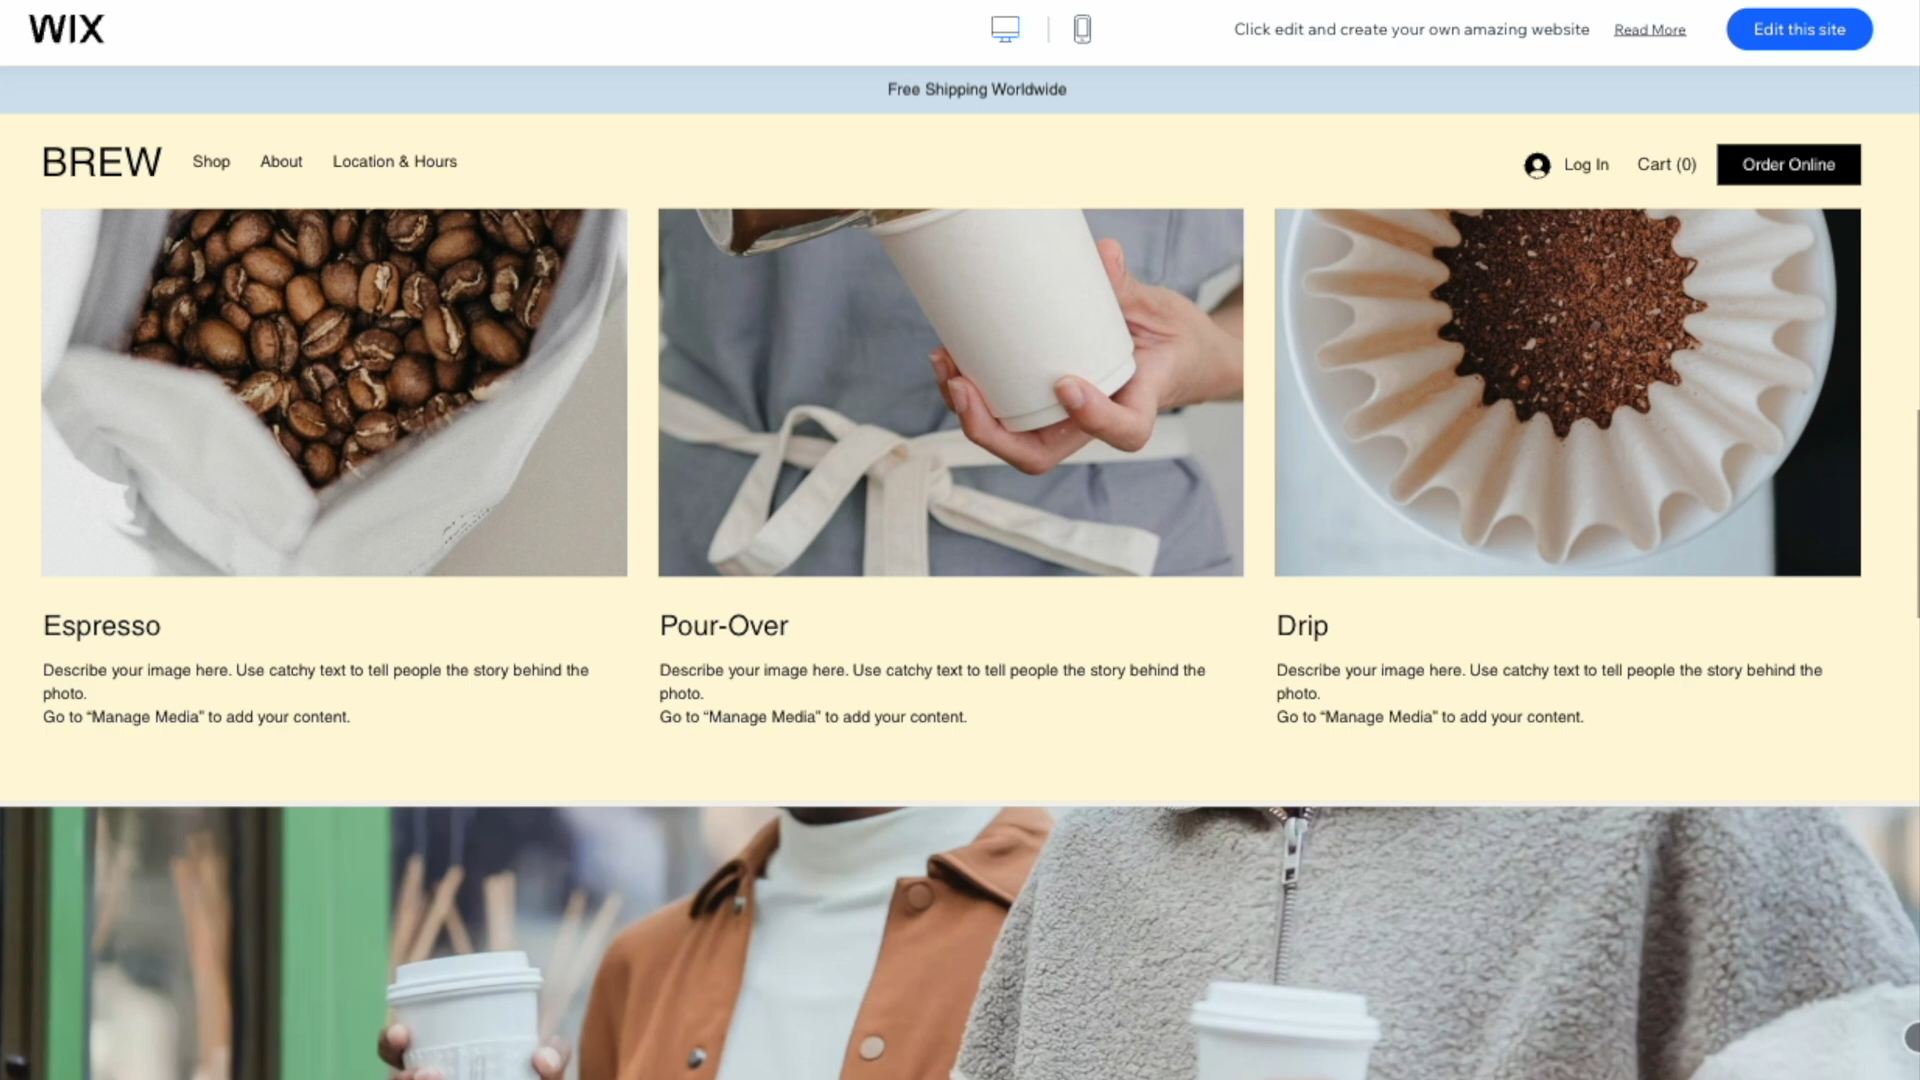 WIX
Click edit and create your own amazing website Read More Edit this site
Free Shipping Worldwide
BREW Shop About Location & Hours Log In Cart (0) Order Online
Espresso
Describe your image here. Use catchy text to tell people the story behind the
photo.
Go to “Manage Media” to add your content.
Pour-Over
Describe your image here. Use catchy text to tell people the story behind the
photo.
Go to “Manage Media” to add your content.
Drip
Describe your image here. Use catchy text to tell people the story behind the
photo.
Go to “Manage Media” to add your content.